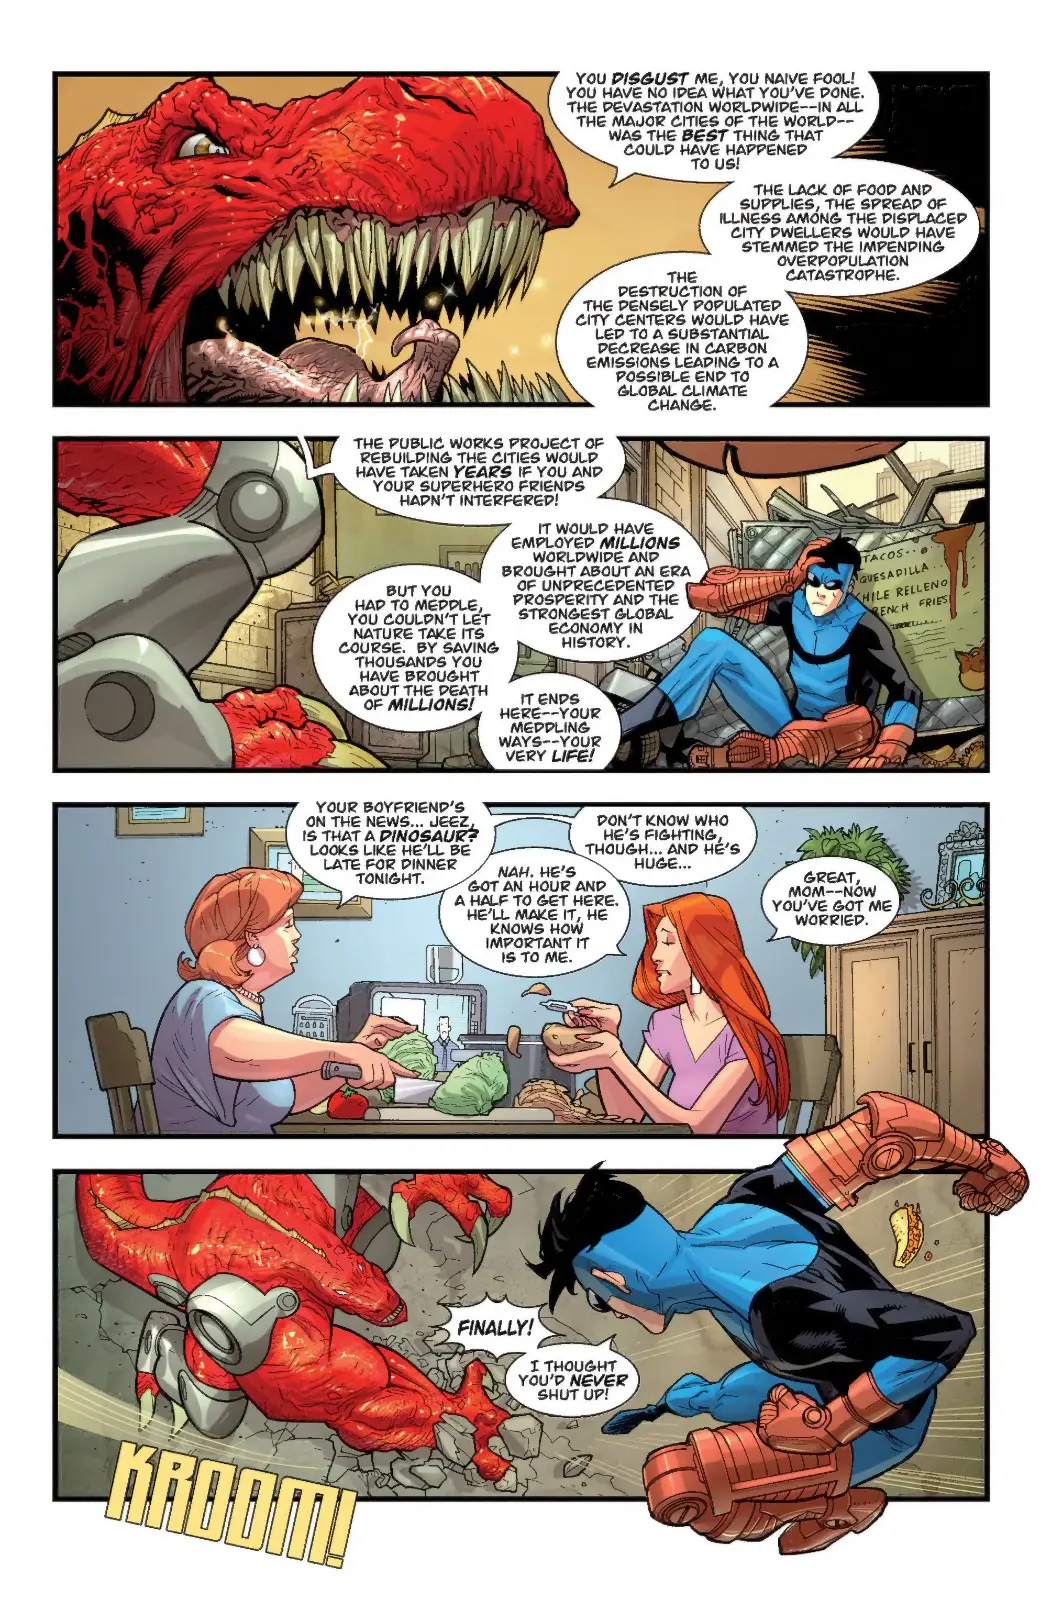 YOU DISGUST ME, YOU NAIVE FOOL!
YOU HAVE NO IDEA WHAT YOU'VE DONE.
THE DEVASTATION WORLDWIDE--IN ALL
THE MAJOR CITIES OF THE WORLD--
WAS THE BEST THING THAT
COULD HAVE HAPPENED
TO US!
THE LACK OF FOOD AND
SUPPLIES, THE SPREAD OF
ILLNESS AMONG THE DISPLACED
CITY DWELLERS WOULD HAVE
STEMMED THE IMPENDING
OVERPOPULATION
CATASTROPHE.
THE
DESTRUCTION OF
THE DENSELY POPULATED
CITY CENTERS WOULD HAVE
LED TO A SUBSTANTIAL
DECREASE IN CARBON
EMISSIONS LEADING TO A
POSSIBLE END TO
GLOBAL CLIMATE
CHANGE.
THE PUBLIC WORKS PROJECT OF
REBUILDING THE CITIES WOULD
HAVE TAKEN YEARS IF YOU AND
YOUR SUPERHERO FRIENDS
HADN'T INTERFERED!
IT WOULD HAVE
EMPLOYED MILLIONS
WORLDWIDE AND
BROUGHT ABOUT AN ERA
OF UNPRECEDENTED
PROSPERITY AND THE
STRONGEST GLOBAL
ECONOMY IN
HISTORY.
BUT YOU
HAD TO MEDDLE,
YOU COULDN'T LET
NATURE TAKE ITS
COURSE. BY SAVING
THOUSANDS YOU
HAVE BROUGHT
ABOUT THE DEATH
OF MILLIONS!
IT ENDS
HERE--YOUR
MEDDLING
WAYS--YOUR
VERY LIFE!
TACOS
QUESADILLA
CHILE RELLENO
RENCH FRIES
YOUR BOYFRIEND'S
ON THE NEWS... JEEZ,
IS THAT A DINOSAUR?
LOOKS LIKE HE'LL BE
LATE FOR DINNER
TONIGHT.
NAH. HE'S
GOT AN HOUR AND
A HALF TO GET HERE.
HE'LL MAKE IT, HE
KNOWS HOW
IMPORTANT IT
IS TO ME.
DON'T KNOW WHO
HE'S FIGHTING,
THOUGH... AND HE'S
HUGE...
GREAT,
MOM--NOW
YOU'VE GOT ME
WORRIED.
FINALLY!
I THOUGHT
YOU'D NEVER
SHUT UP!
KROOM!